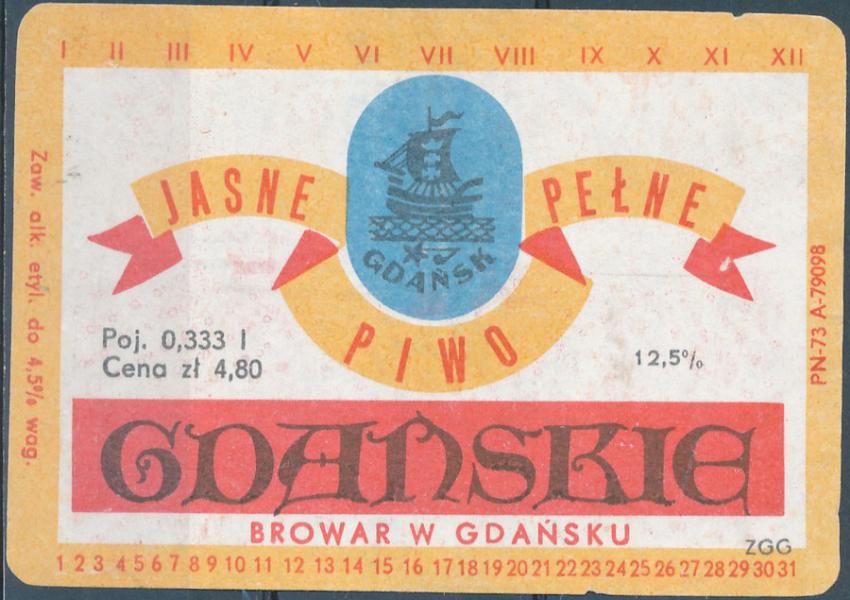 I II III IV V VI VII VIII IX X XI XII
Zaw. alk. etyl. do 4,5% wag.
JASNE PEŁNE
GDAŃSK
PIWO
Poj. 0,333 l
Cena zł 4,80
12,5%
PN-73 A-79098
GDAŃSKIE
BROWAR W GDAŃSKU
ZGG
1 2 3 4 5 6 7 8 9 10 11 12 13 14 15 16 17 18 19 20 21 22 23 24 25 26 27 28 29 30 31